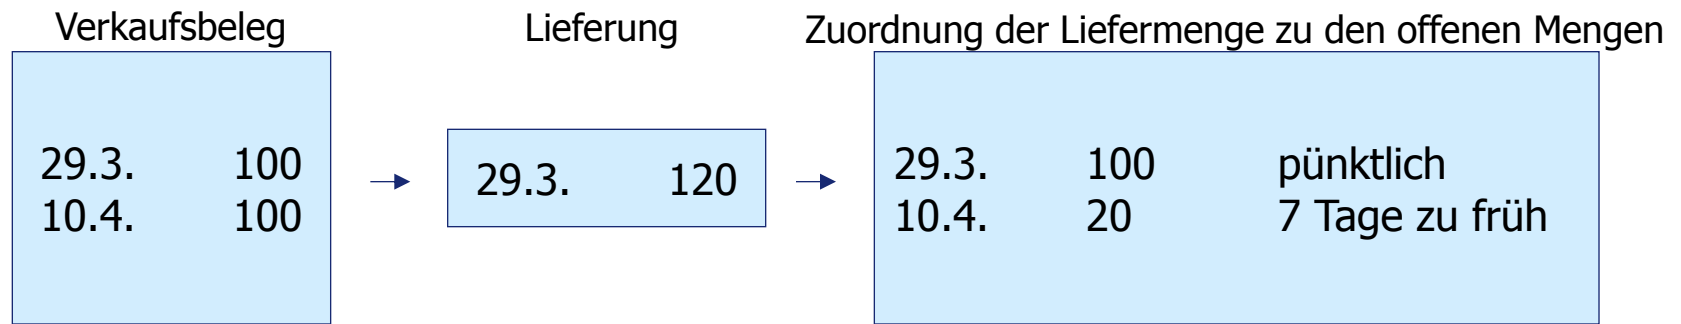 Verkaufsbeleg
29.3. 100
10.4. 100
Lieferung
29.3. 120
Zuordnung der Liefermenge zu den offenen Mengen
29.3. 100 pünktlich
10.4. 20 7 Tage zu früh